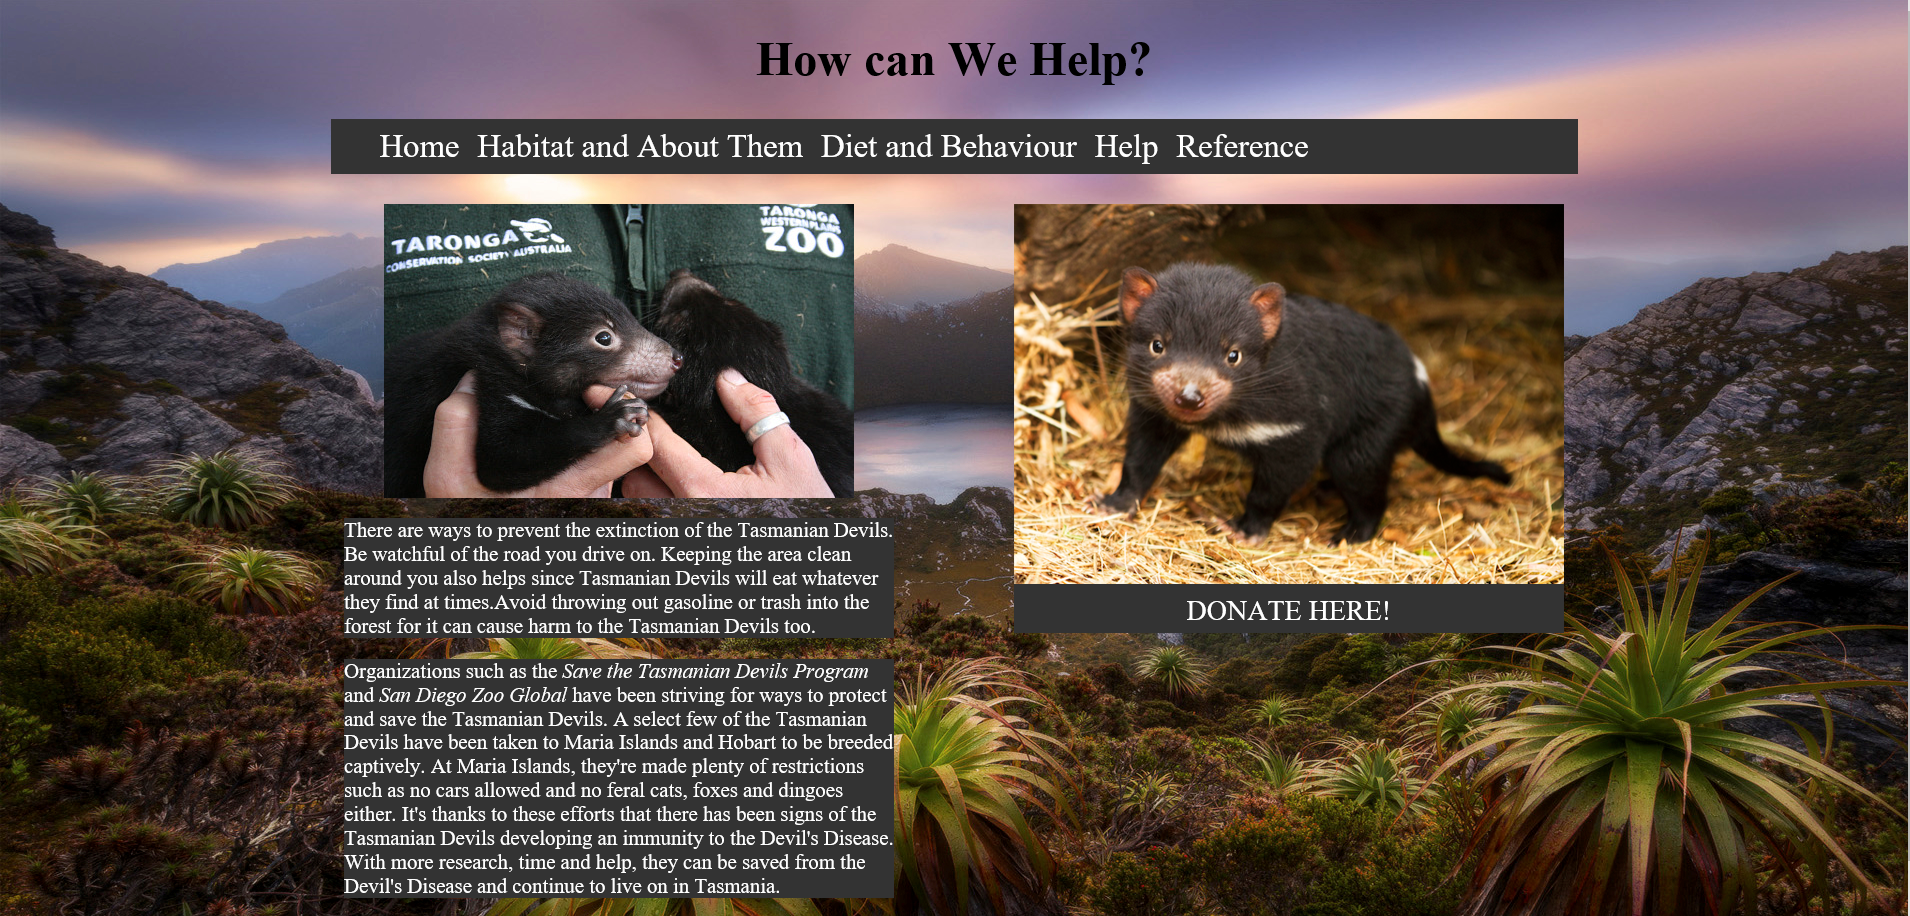 How can We Help?
Home Habitat and About Them Diet and Behaviour Help Reference
TARONGA
CONSERVATION SOCIETY AUSTRALIA
TARONGA
WESTERN PLAINS
ZOO
There are ways to prevent the extinction of the Tasmanian Devils.
Be watchful of the road you drive on. Keeping the area clean
around you also helps since Tasmanian Devils will eat whatever
they find at times.Avoid throwing out gasoline or trash into the
forest for it can cause harm to the Tasmanian Devils too.
Organizations such as the Save the Tasmanian Devils Program
and San Diego Zoo Global have been striving for ways to protect
and save the Tasmanian Devils. A select few of the Tasmanian
Devils have been taken to Maria Islands and Hobart to be breeded
captively. At Maria Islands, they're made plenty of restrictions
such as no cars allowed and no feral cats, foxes and dingoes
either. It's thanks to these efforts that there has been signs of the
Tasmanian Devils developing an immunity to the Devil's Disease.
With more research, time and help, they can be saved from the
Devil's Disease and continue to live on in Tasmania.
DONATE HERE!